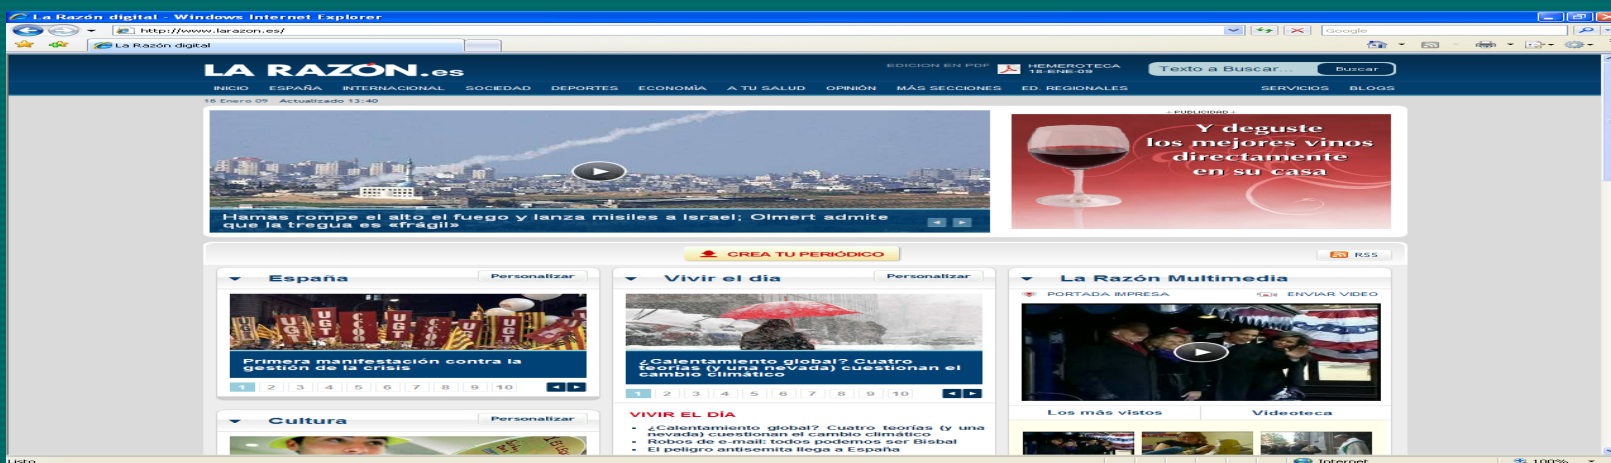 La Razón digital - Windows Internet Explorer
http://www.larazon.es/
Google
La Razón digital
LA RAZÓN.es
EDICION EN PDF
HEMEROTECA
18-ENE-09
Texto a Buscar...
Buscar
INICIO ESPAÑA INTERNACIONAL SOCIEDAD DEPORTES ECONOMÍA A TU SALUD OPINIÓN MÁS SECCIONES ED. REGIONALES SERVICIOS BLOGS
18 Enero 09 Actualizado 13:40
- PUBLICIDAD -
Y deguste
los mejores vinos
directamente
en su casa
Hamas rompe el alto el fuego y lanza misiles a Israel; Olmert admite
que la tregua es «frágil»
CREA TU PERIÓDICO
RSS
España
Personalizar
UGT UGT CCOO UGT UGT
Primera manifestación contra la
gestión de la crisis
1 2 3 4 5 6 7 8 9 10
Cultura
Personalizar
Vivir el día
Personalizar
¿Calentamiento global? Cuatro
teorías (y una nevada) cuestionan el
cambio climático
1 2 3 4 5 6 7 8 9 10
VIVIR EL DÍA
¿Calentamiento global? Cuatro teorías (y una
nevada) cuestionan el cambio climático
Robos de e-mail: todos podemos ser Bisbal
El peligro antisemita llega a España
La Razón Multimedia
PORTADA IMPRESA
ENVIAR VIDEO
Los más vistos
Videoteca
Listo
Internet
100%